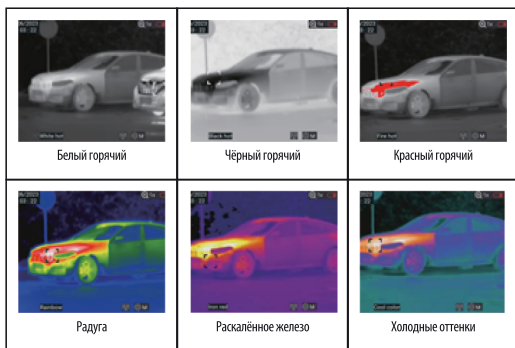 White hot
Black hot
Fire hot
Белый горячий
Чёрный горячий
Красный горячий
Rainbow
Iron red
Cool color
Радуга
Раскалённое железо
Холодные оттенки